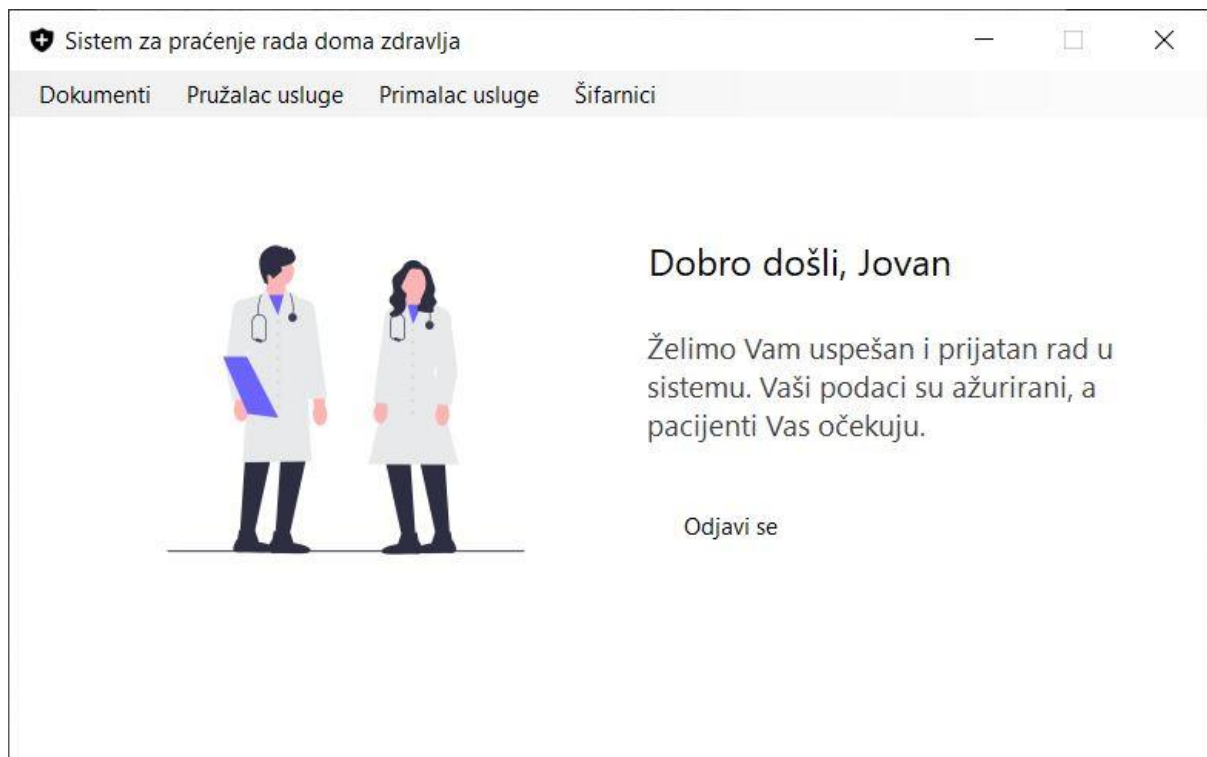 Sistem za praćenje rada doma zdravlja
Dokumenti Pružalac usluge Primalac usluge Šifarnici
Dobro došli, Jovan
Želimo Vam uspešan i prijatan rad u
sistemu. Vaši podaci su ažurirani, a
pacijenti Vas očekuju.
Odjavi se